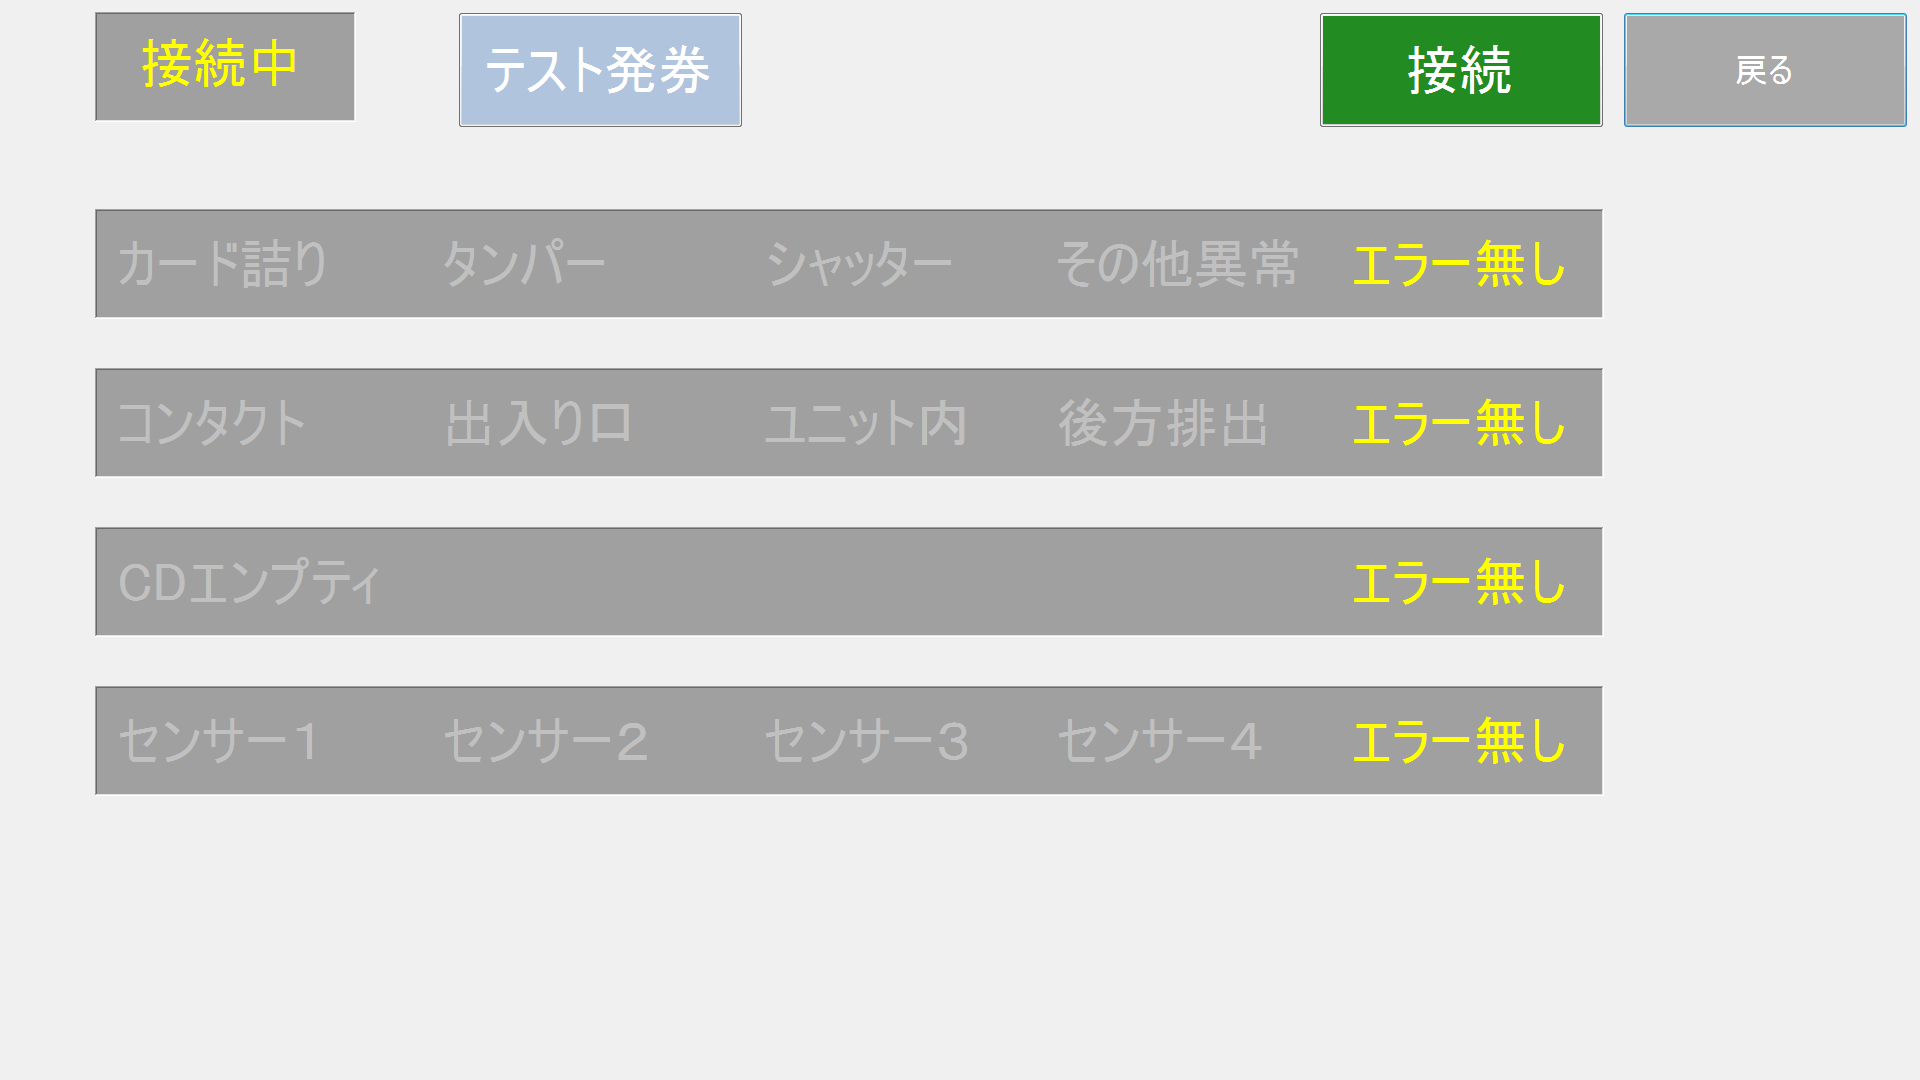 接続中 テスト発券 接続 戻る
カード詰り タンパー シャッター その他異常 エラー無し
コンタクト 出入り口 ユニット内 後方排出 エラー無し
CDエンプティ エラー無し
センサー1 センサー2 センサー3 センサー4 エラー無し